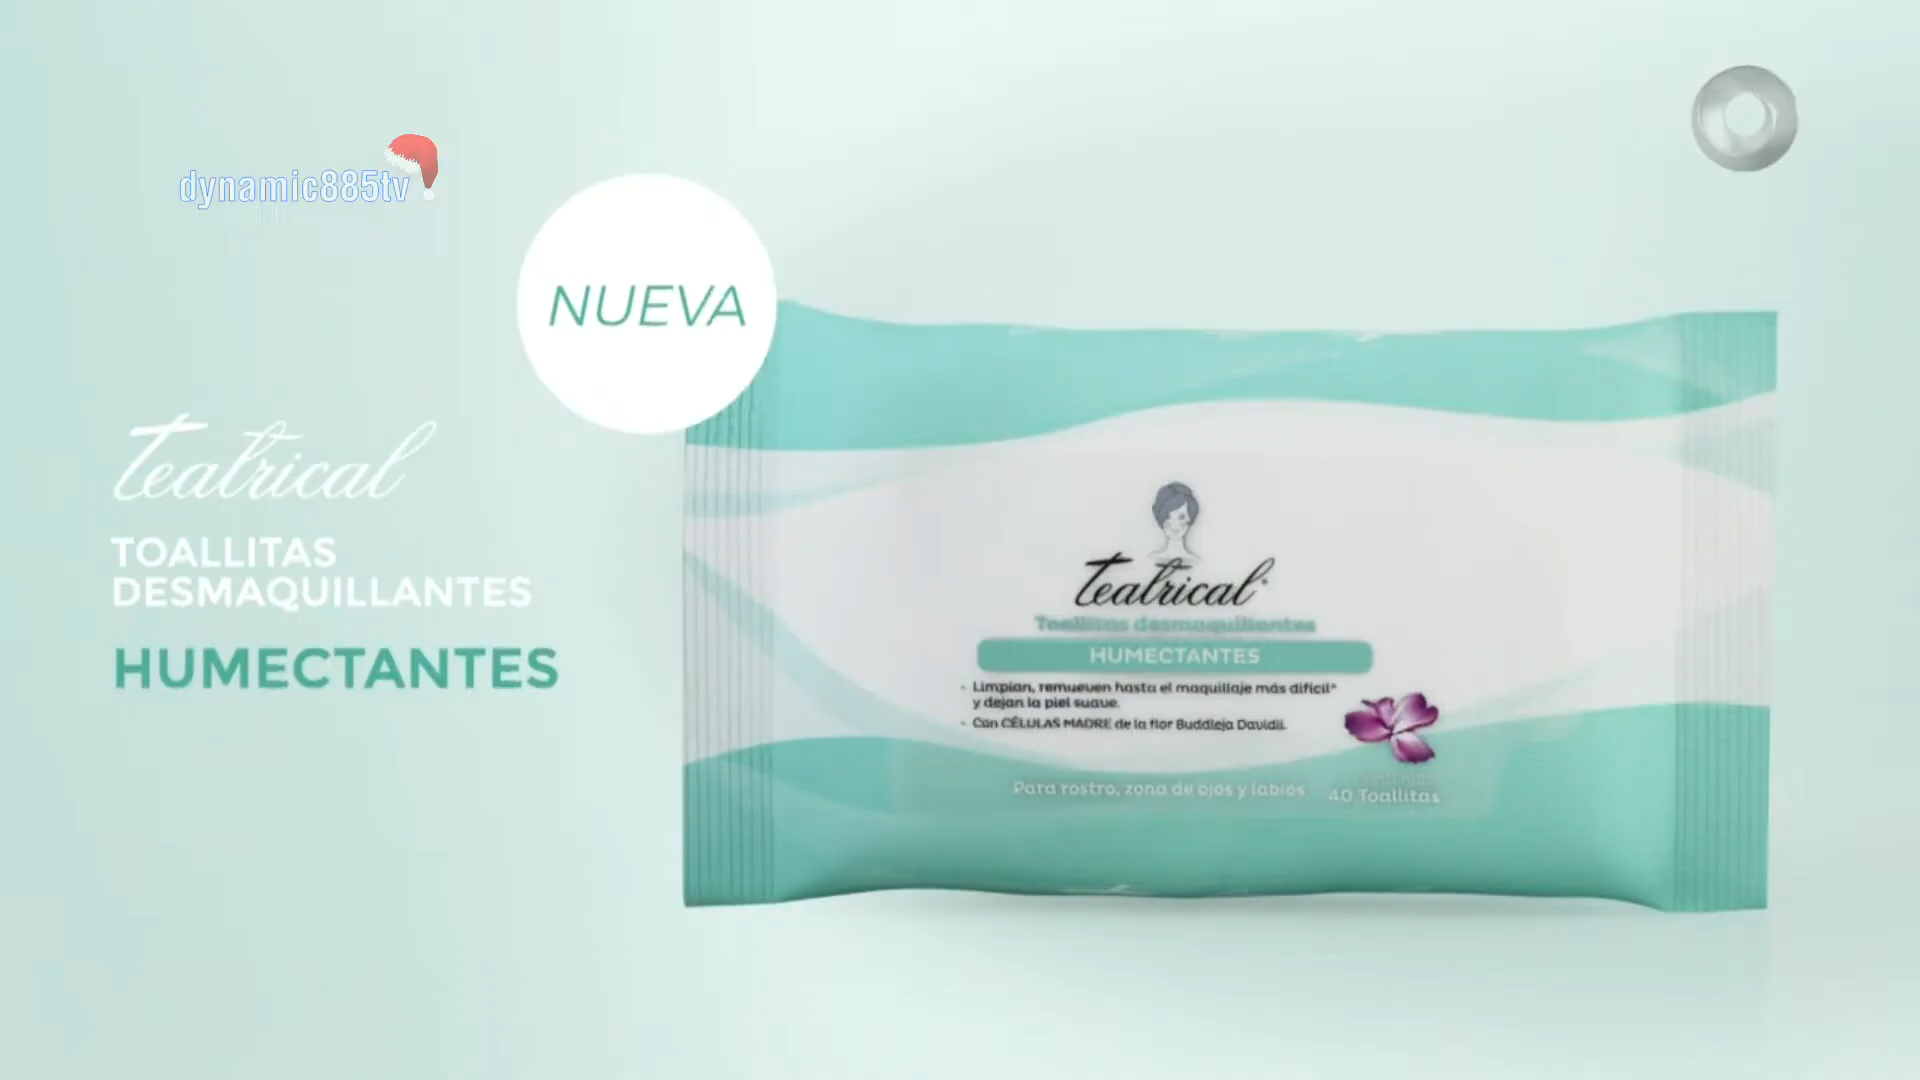 dynamic885tv
NUEVA
Teatrical
TOALLITAS
DESMAQUILLANTES
HUMECTANTES
Teatrical®
Toallitas desmaquillantes
HUMECTANTES
- Limpian, remueven hasta el maquillaje más difícil*
y dejan la piel suave.
- Con CÉLULAS MADRE de la flor Buddleja Davidii.
Para rostro, zona de ojos y labios
40 Toallitas